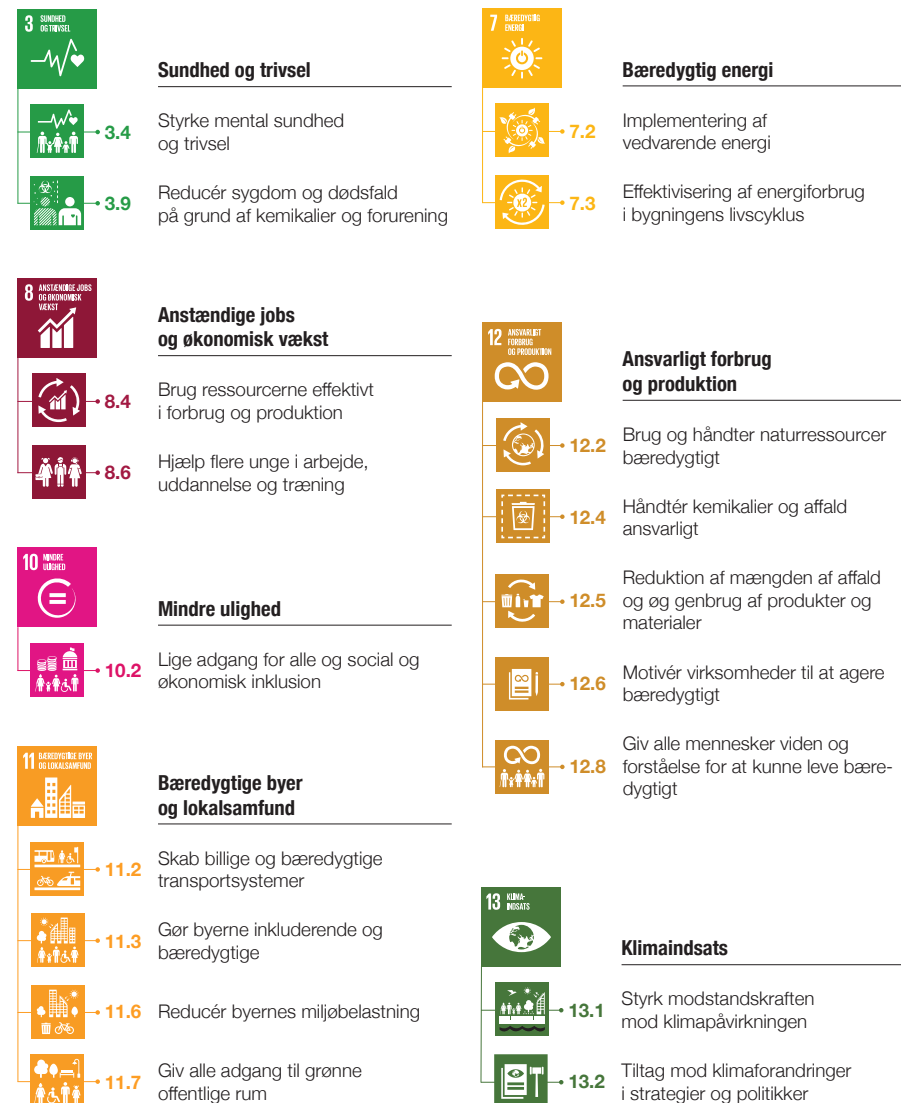 3 SUNDHED
OG TRIVSEL
Sundhed og trivsel
3.4 Styrke mental sundhed
og trivsel
3.9 Reducér sygdom og dødsfald
på grund af kemikalier og forurening
8 ANSTÆNDIGE JOBS
OG ØKONOMISK
VÆKST
Anstændige jobs
og økonomisk vækst
8.4 Brug ressourcerne effektivt
i forbrug og produktion
8.6 Hjælp flere unge i arbejde,
uddannelse og træning
10 MINDRE
ULIGHED
Mindre ulighed
10.2 Lige adgang for alle og social og
økonomisk inklusion
11 BÆREDYGTIGE BYER
OG LOKALSAMFUND
Bæredygtige byer
og lokalsamfund
11.2 Skab billige og bæredygtige
transportsystemer
11.3 Gør byerne inkluderende og
bæredygtige
11.6 Reducér byernes miljøbelastning
11.7 Giv alle adgang til grønne
offentlige rum
7 BÆREDYGTIG
ENERGI
Bæredygtig energi
7.2 Implementering af
vedvarende energi
x2
7.3 Effektivisering af energiforbrug
i bygningens livscyklus
12 ANSVARLIGT
FORBRUG
OG PRODUKTION
Ansvarligt forbrug
og produktion
12.2 Brug og håndter naturressourcer
bæredygtigt
12.4 Håndtér kemikalier og affald
ansvarligt
12.5 Reduktion af mængden af affald
og øg genbrug af produkter og
materialer
12.6 Motivér virksomheder til at agere
bæredygtigt
12.8 Giv alle mennesker viden og
forståelse for at kunne leve bære-
dygtigt
13 KLIMA-
INDSATS
Klimaindsats
13.1 Styrk modstandskraften
mod klimapåvirkningen
13.2 Tiltag mod klimaforandringer
i strategier og politikker